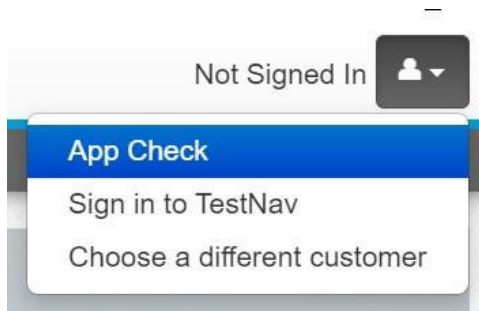 Not Signed In
App Check
Sign in to TestNav
Choose a different customer